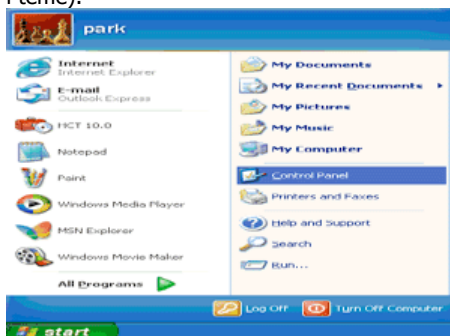 park
Internet
Internet Explorer
E-mail
Outlook Express
HCT 10.0
Notepad
Paint
Windows Media Player
MSN Explorer
Windows Movie Maker
All Programs
My Documents
My Recent Documents
My Pictures
My Music
My Computer
Control Panel
Printers and Faxes
Help and Support
Search
Run...
Log Off
Turn Off Computer
start